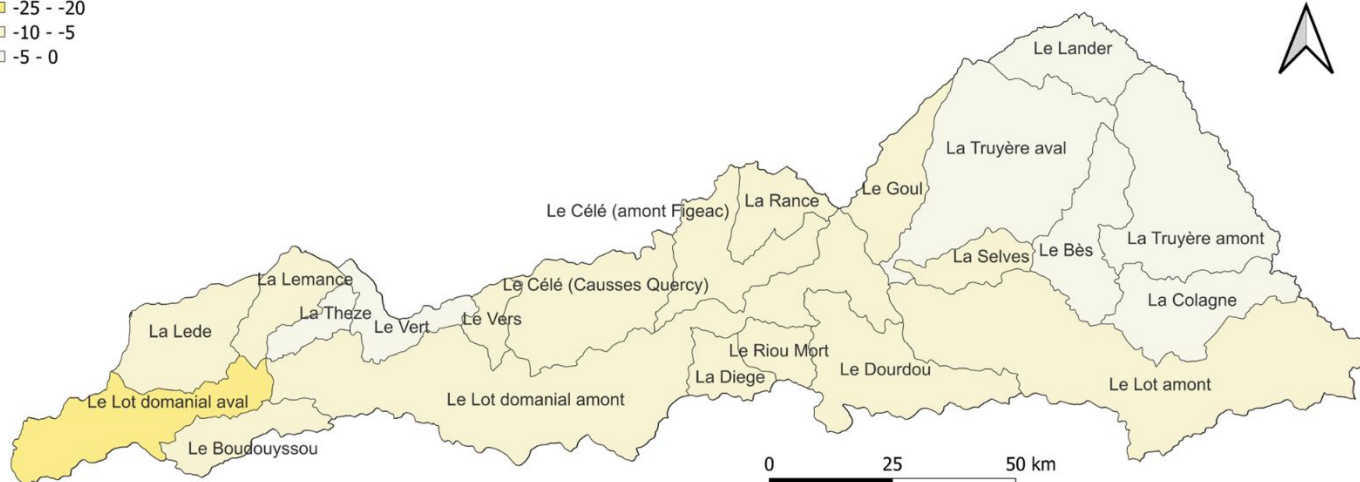 -25 - -20
-10 - -5
-5 - 0
Le Lander
La Truyère aval
Le Goul
La Rance
Le Célé (amont Figeac)
La Truyère amont
Le Bès
La Selves
La Lemance
Le Célé (Causses Quercy)
La Colagne
La Theze
Le Vers
Le Vert
La Lede
Le Riou Mort
Le Dourdou
La Diege
Le Lot amont
Le Lot domanial aval
Le Lot domanial amont
Le Boudouyssou
0 25 50 km